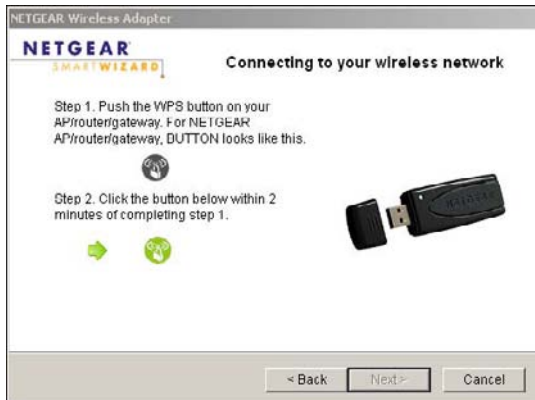 NETGEAR Wireless Adapter
NETGEAR
SMARTWIZARD
Connecting to your wireless network
Step 1. Push the WPS button on your
AP/router/gateway. For NETGEAR
AP/router/gateway, BUTTON looks like this.
Step 2. Click the button below within 2
minutes of completing step 1.
NETGEAR
< Back
Next >
Cancel